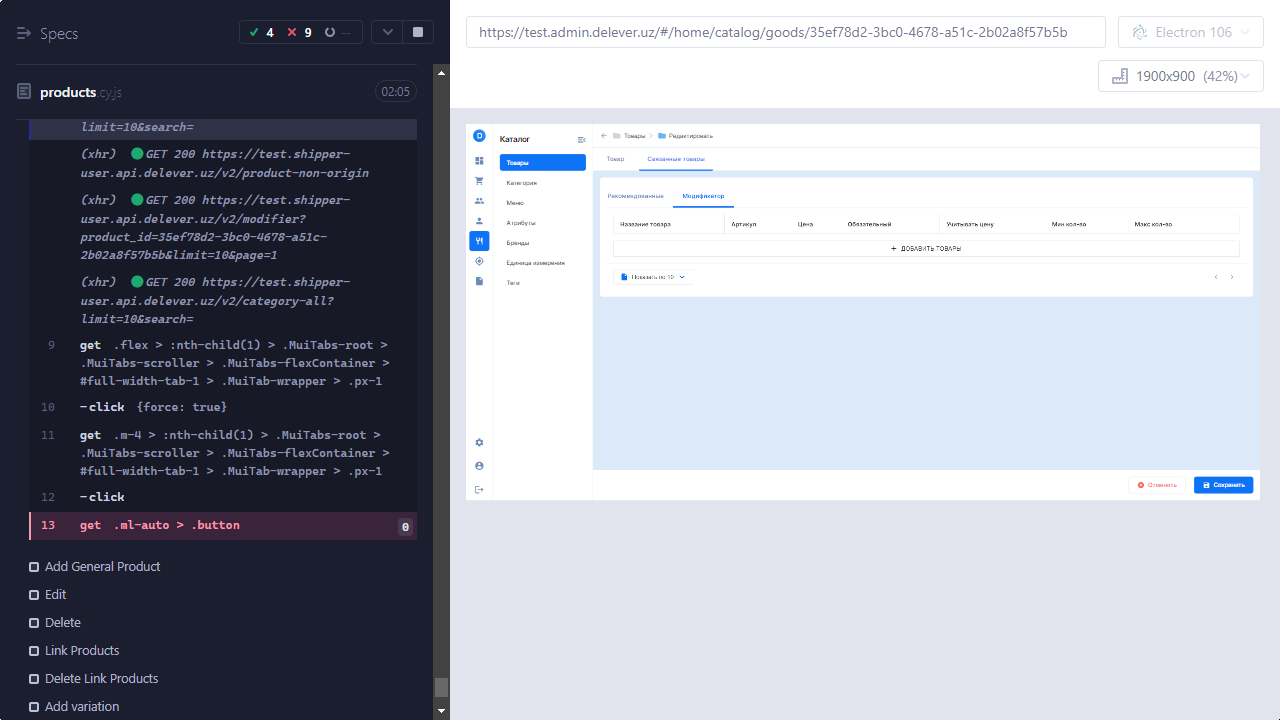 Specs
4
9
--
products.cy.js
02:05
limit=10&search=
(xhr) GET 200 https://test.shipper-
user.api.delever.uz/v2/product-non-origin
(xhr) GET 200 https://test.shipper-
user.api.delever.uz/v2/modifier?
product_id=35ef78d2-3bc0-4678-a51c-
2b02a8f57b5b&limit=10&page=1
(xhr) GET 200 https://test.shipper-
user.api.delever.uz/v2/category-all?
limit=10&search=
9 get .flex > :nth-child(1) > .MuiTabs-root >
.MuiTabs-scroller > .MuiTabs-flexContainer >
#full-width-tab-1 > .MuiTab-wrapper > .px-1
10 -click {force: true}
11 get .m-4 > :nth-child(1) > .MuiTabs-root >
.MuiTabs-scroller > .MuiTabs-flexContainer >
#full-width-tab-1 > .MuiTab-wrapper > .px-1
12 -click
13 get .ml-auto > .button 0
Add General Product
Edit
Delete
Link Products
Delete Link Products
Add variation
https://test.admin.delever.uz/#/home/catalog/goods/35ef78d2-3bc0-4678-a51c-2b02a8f57b5b
Electron 106
1900x900 (42%)
D
Каталог
Товары
Категория
Меню
Атрибуты
Бренды
Единица измерения
Теги
Товары
Редактировать
Товар
Связанные товары
Рекомендованные
Модификатор
Название товара
Артикул
Цена
Обязательный
Учитывать цену
Мин кол-во
Макс кол-во
+ ДОБАВИТЬ ТОВАРЫ
Показать по 10
Отменить
Сохранить